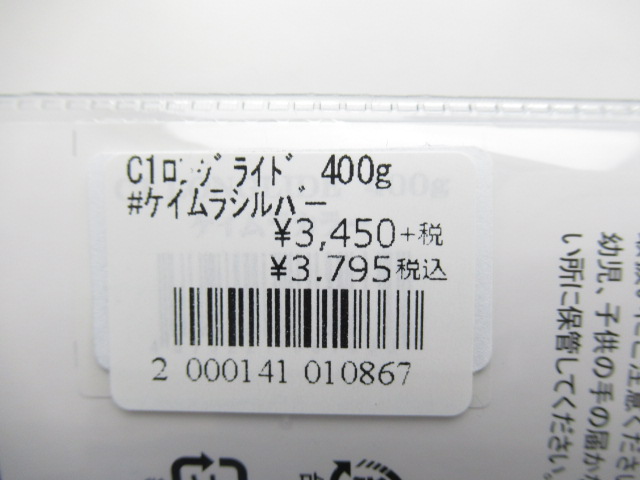 C1ロンジライド 400g
#ケイムラシルバー
¥3,450+税
¥3.795税込
2 000141 010867
幼児、子供の手の届か
い所に保管してください。